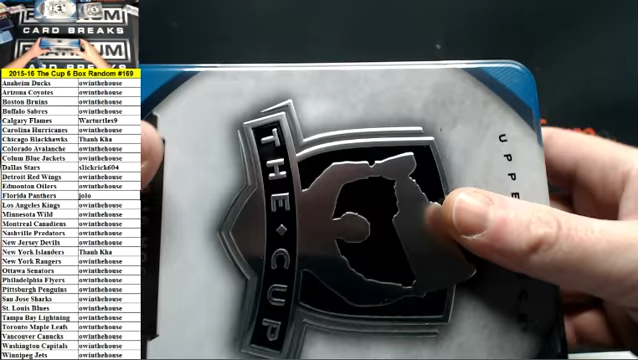 PLATINUM
CARD BREAKS
2015-16 The Cup 6 Box Random #169
Anaheim Ducks owinthehouse
Arizona Coyotes owinthehouse
Boston Bruins owinthehouse
Buffalo Sabres owinthehouse
Calgary Flames Warturtles9
Carolina Hurricanes owinthehouse
Chicago Blackhawks Thanh Kha
Colorado Avalanche owinthehouse
Colum Blue Jackets owinthehouse
Dallas Stars slickrick604
Detroit Red Wings owinthehouse
Edmonton Oilers owinthehouse
Florida Panthers jolo
Los Angeles Kings owinthehouse
Minnesota Wild owinthehouse
Montreal Canadiens owinthehouse
Nashville Predators owinthehouse
New Jersey Devils owinthehouse
New York Islanders Thanh Kha
New York Rangers owinthehouse
Ottawa Senators owinthehouse
Philadelphia Flyers owinthehouse
Pittsburgh Penguins owinthehouse
San Jose Sharks owinthehouse
St. Louis Blues owinthehouse
Tampa Bay Lightning owinthehouse
Toronto Maple Leafs owinthehouse
Vancouver Canucks owinthehouse
Washington Capitals owinthehouse
Winnipeg Jets owinthehouse
THE CUP
UPPE